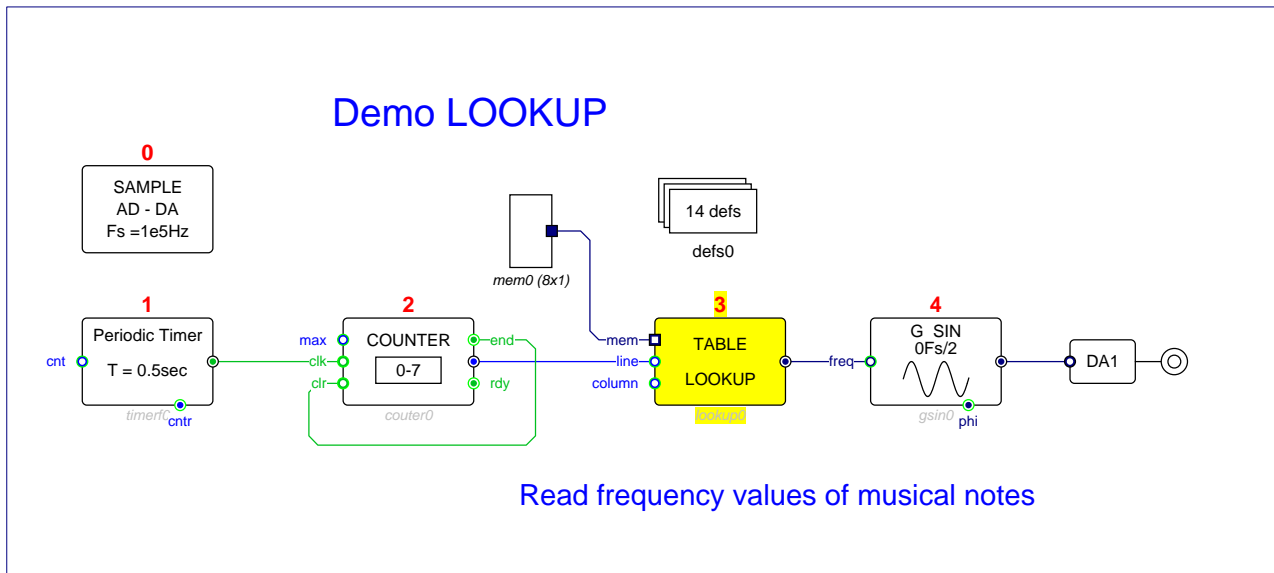 Demo LOOKUP
0
SAMPLE
AD - DA
Fs =1e5Hz
14 defs
defs0
mem0 (8x1)
1
Periodic Timer
cnt
T = 0.5sec
timerf0
cntr
2
max
COUNTER
end
clk
0-7
clr
rdy
couter0
3
mem
TABLE
line
column
LOOKUP
lookup0
4
G SIN
0Fs/2
freq
gsin0
phi
DA1
Read frequency values of musical notes